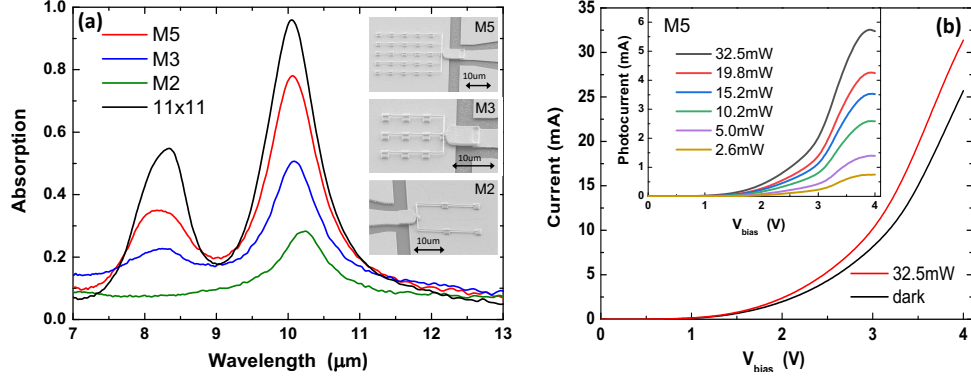 (a)
M5
M3
M2
11x11
M5
10um
M3
10um
M2
10um
1.0
0.8
0.6
0.4
0.2
0.0
Absorption
7 8 9 10 11 12 13
Wavelength (μm)
(b)
M5
32.5mW
19.8mW
15.2mW
10.2mW
5.0mW
2.6mW
6
5
4
3
2
1
0
Photocurrent (mA)
0 1 2 3 4
Vbias (V)
35
30
25
20
15
10
5
0
Current (mA)
32.5mW
dark
0 1 2 3 4
Vbias (V)